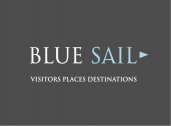 BLUE SAIL
VISITORS PLACES DESTINATIONS